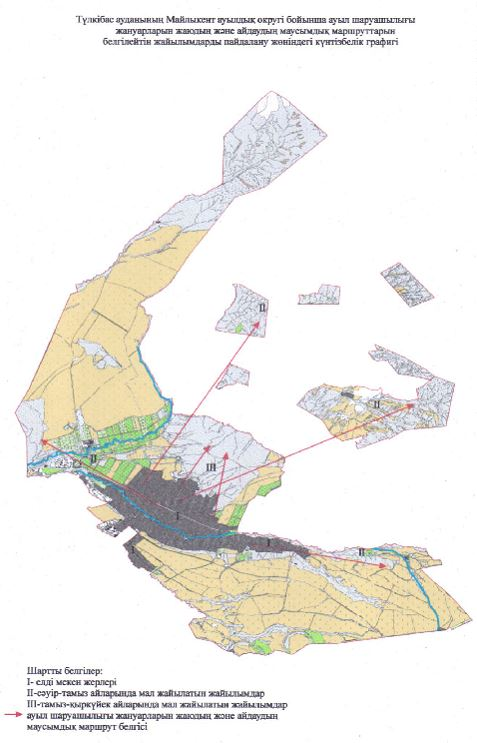 Түлкібас ауданының Майлыкент ауылдық округі бойынша ауыл шаруашылығы
жануарларын жаюдың және айдаудың маусымдық маршруттарын
белгілейтін жайылымдарды пайдалану жөніндегі күнтізбелік графигі
II
II
III
II
I
I
II
I
Шартты белгілер:
I- елді мекен жерлері
II-сәуір-тамыз айларында мал жайылатын жайылымдар
III-тамыз-қыркүйек айларында мал жайылатын жайылымдар
ауыл шаруашылығы жануарларын жаюдың және айдаудың
маусымдық маршрут белгісі